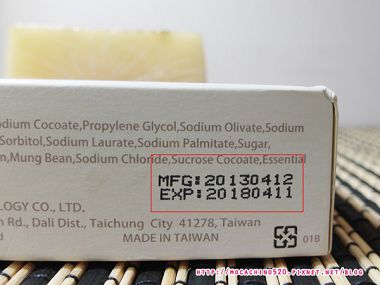 odium Cocoate,Propylene Glycol,Sodium Olivate,Sodium
Sorbitol,Sodium Laurate,Sodium Palmitate,Sugar,
m,Mung Bean,Sodium Chloride,Sucrose Cocoate,Essential
MFG:20130412
EXP:20180411
LOGY CO., LTD.
n Rd., Dali Dist., Taichung City 41278, Taiwan
d MADE IN TAIWAN
01B
HTTP://MOCACHINO520.PIXNET.NET/BLOG